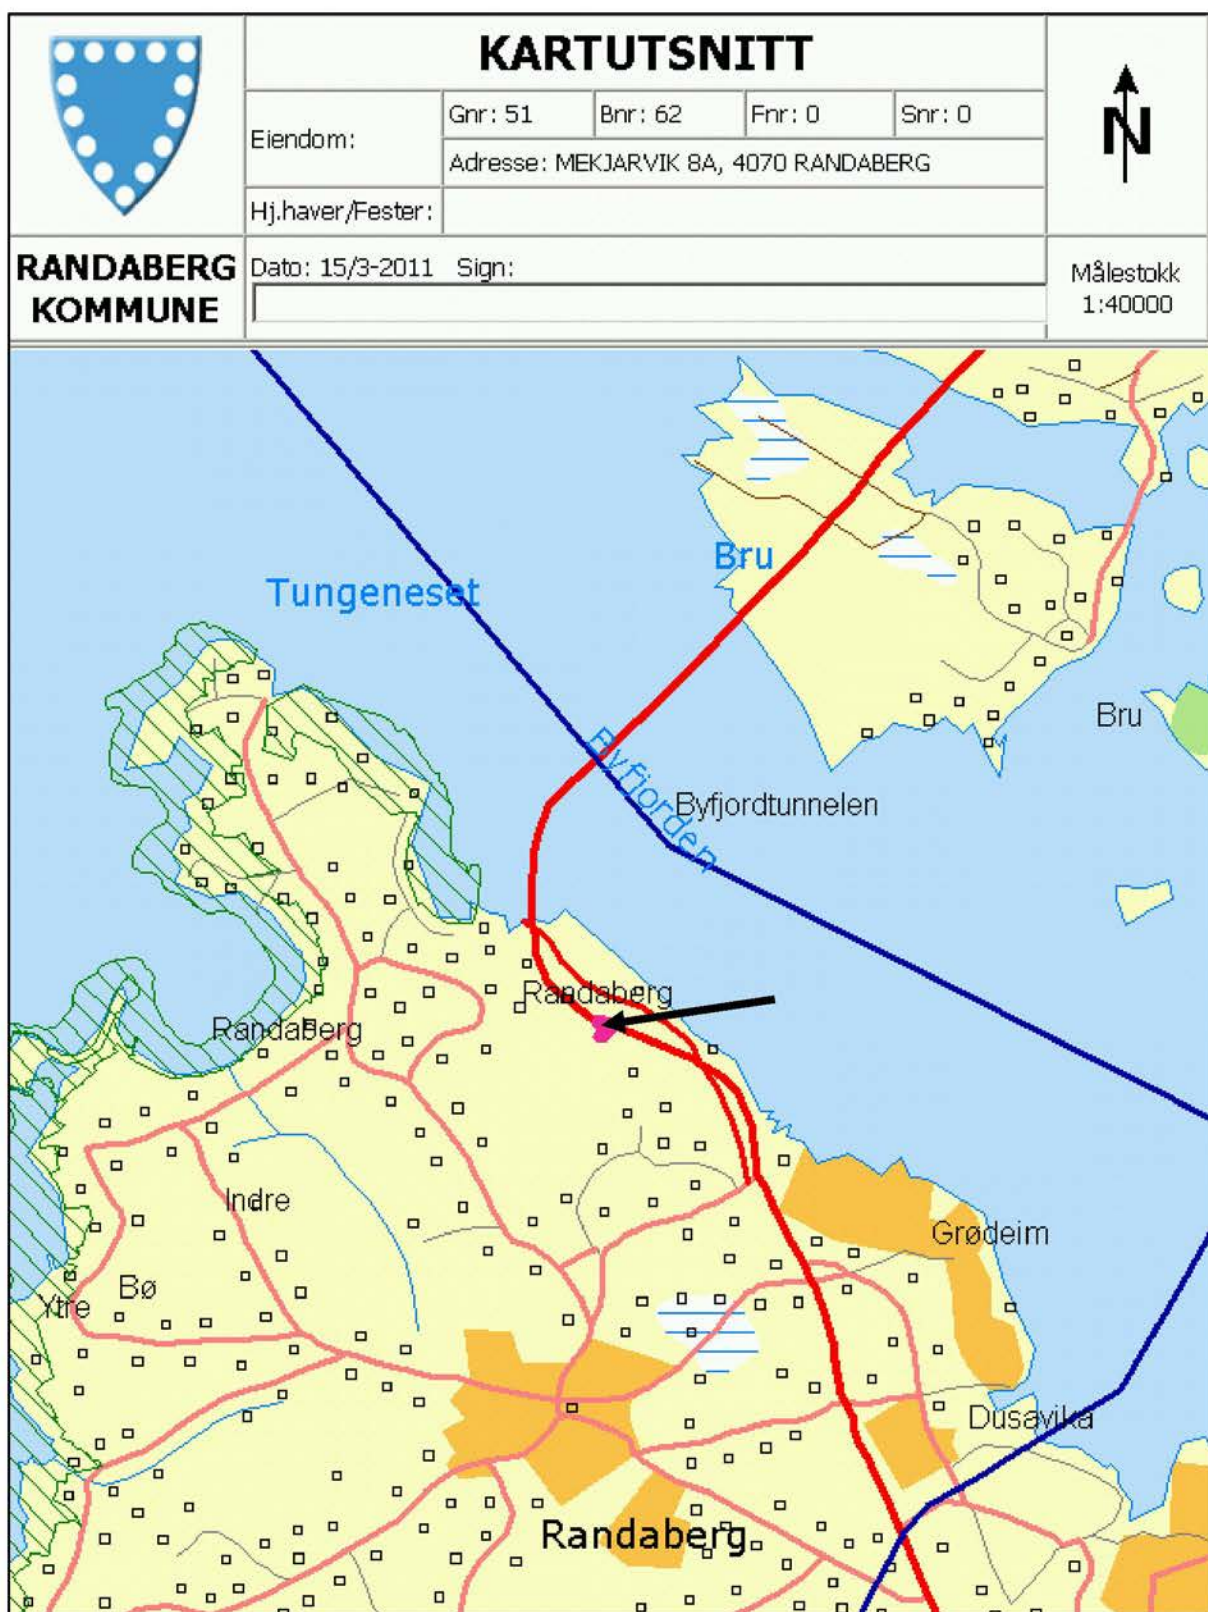 KARTUTSNITT
Eiendom:
Gnr: 51
Bnr: 62
Fnr: 0
Snr: 0
Adresse: MEKJARVIK 8A, 4070 RANDABERG
Hj.haver/Fester:
N
RANDABERG
KOMMUNE
Dato: 15/3-2011 Sign:
Målestokk
1:40000
Bru
Tungeneset
Bru
Byfjorden
Byfjordtunnelen
Randaberg
Randaberg
Indre
Grødeim
Bø
Ytre
Dusavika
Randaberg